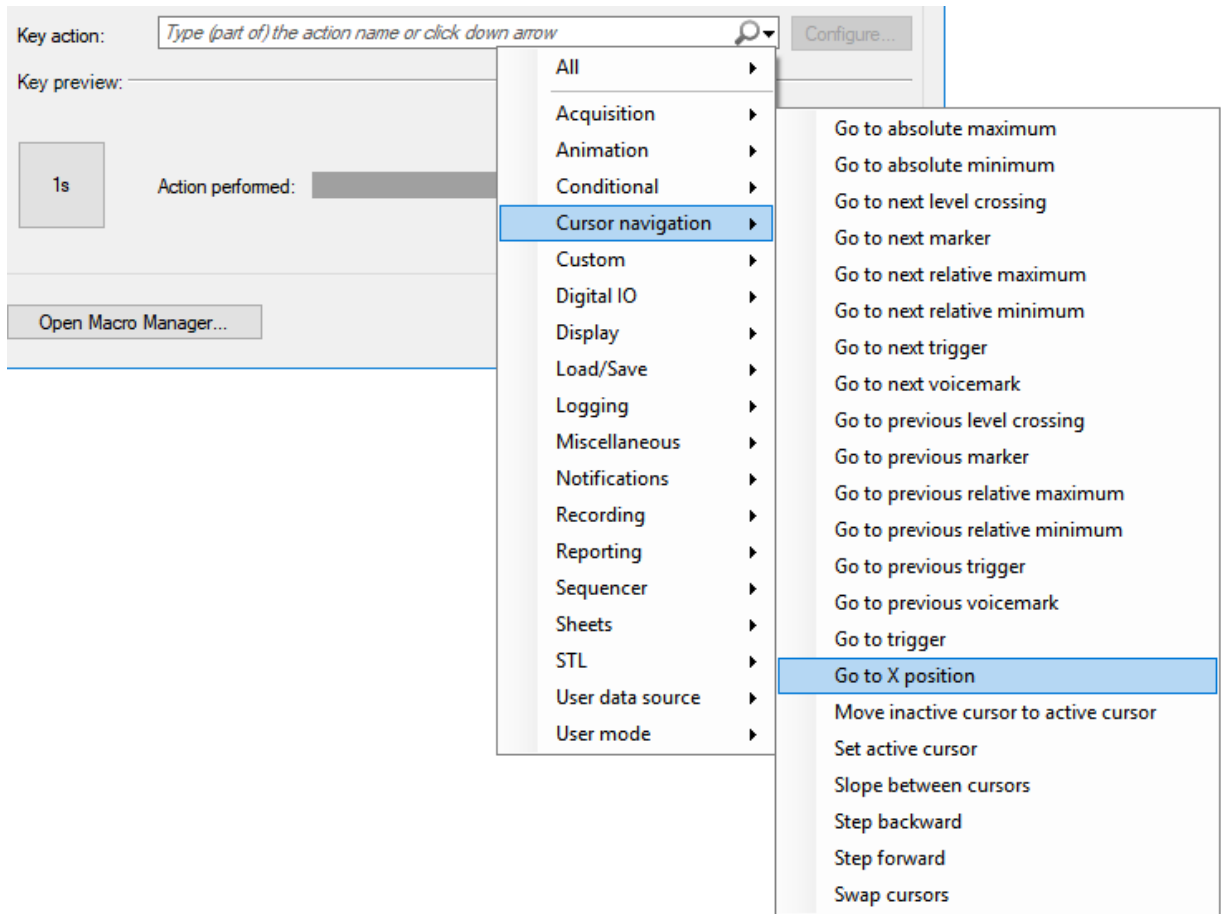 Key action:
Type (part of) the action name or click down arrow
Configure...
Key preview:
1s
Action performed:
Open Macro Manager...
All
Acquisition
Animation
Conditional
Cursor navigation
Custom
Digital IO
Display
Load/Save
Logging
Miscellaneous
Notifications
Recording
Reporting
Sequencer
Sheets
STL
User data source
User mode
Go to absolute maximum
Go to absolute minimum
Go to next level crossing
Go to next marker
Go to next relative maximum
Go to next relative minimum
Go to next trigger
Go to next voicemark
Go to previous level crossing
Go to previous marker
Go to previous relative maximum
Go to previous relative minimum
Go to previous trigger
Go to previous voicemark
Go to trigger
Go to X position
Move inactive cursor to active cursor
Set active cursor
Slope between cursors
Step backward
Step forward
Swap cursors